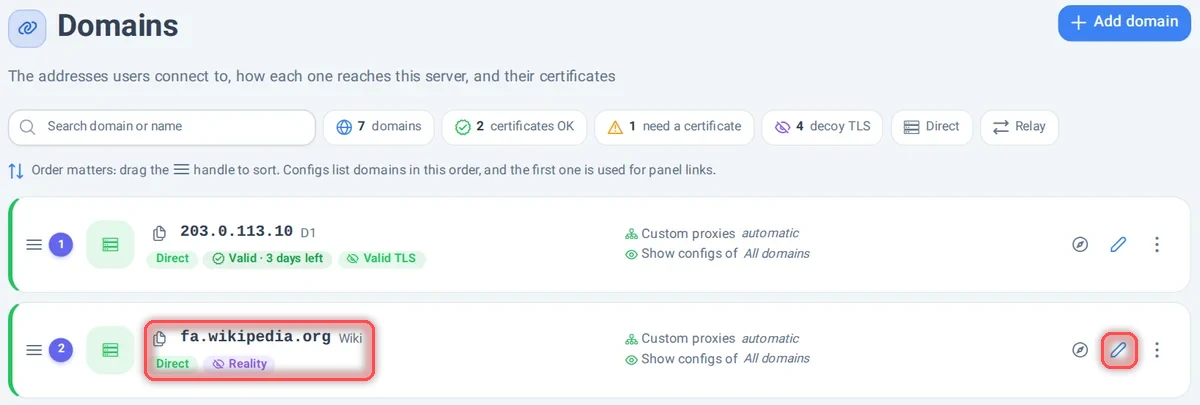 Domains
Add domain
The addresses users connect to, how each one reaches this server, and their certificates
Search domain or name
7 domains
2 certificates OK
1 need a certificate
4 decoy TLS
Direct
Relay
Order matters: drag the handle to sort. Configs list domains in this order, and the first one is used for panel links.
1
203.0.113.10 D1
Direct
Valid · 3 days left
Valid TLS
Custom proxies automatic
Show configs of All domains
2
fa.wikipedia.org Wiki
Direct
Reality
Custom proxies automatic
Show configs of All domains